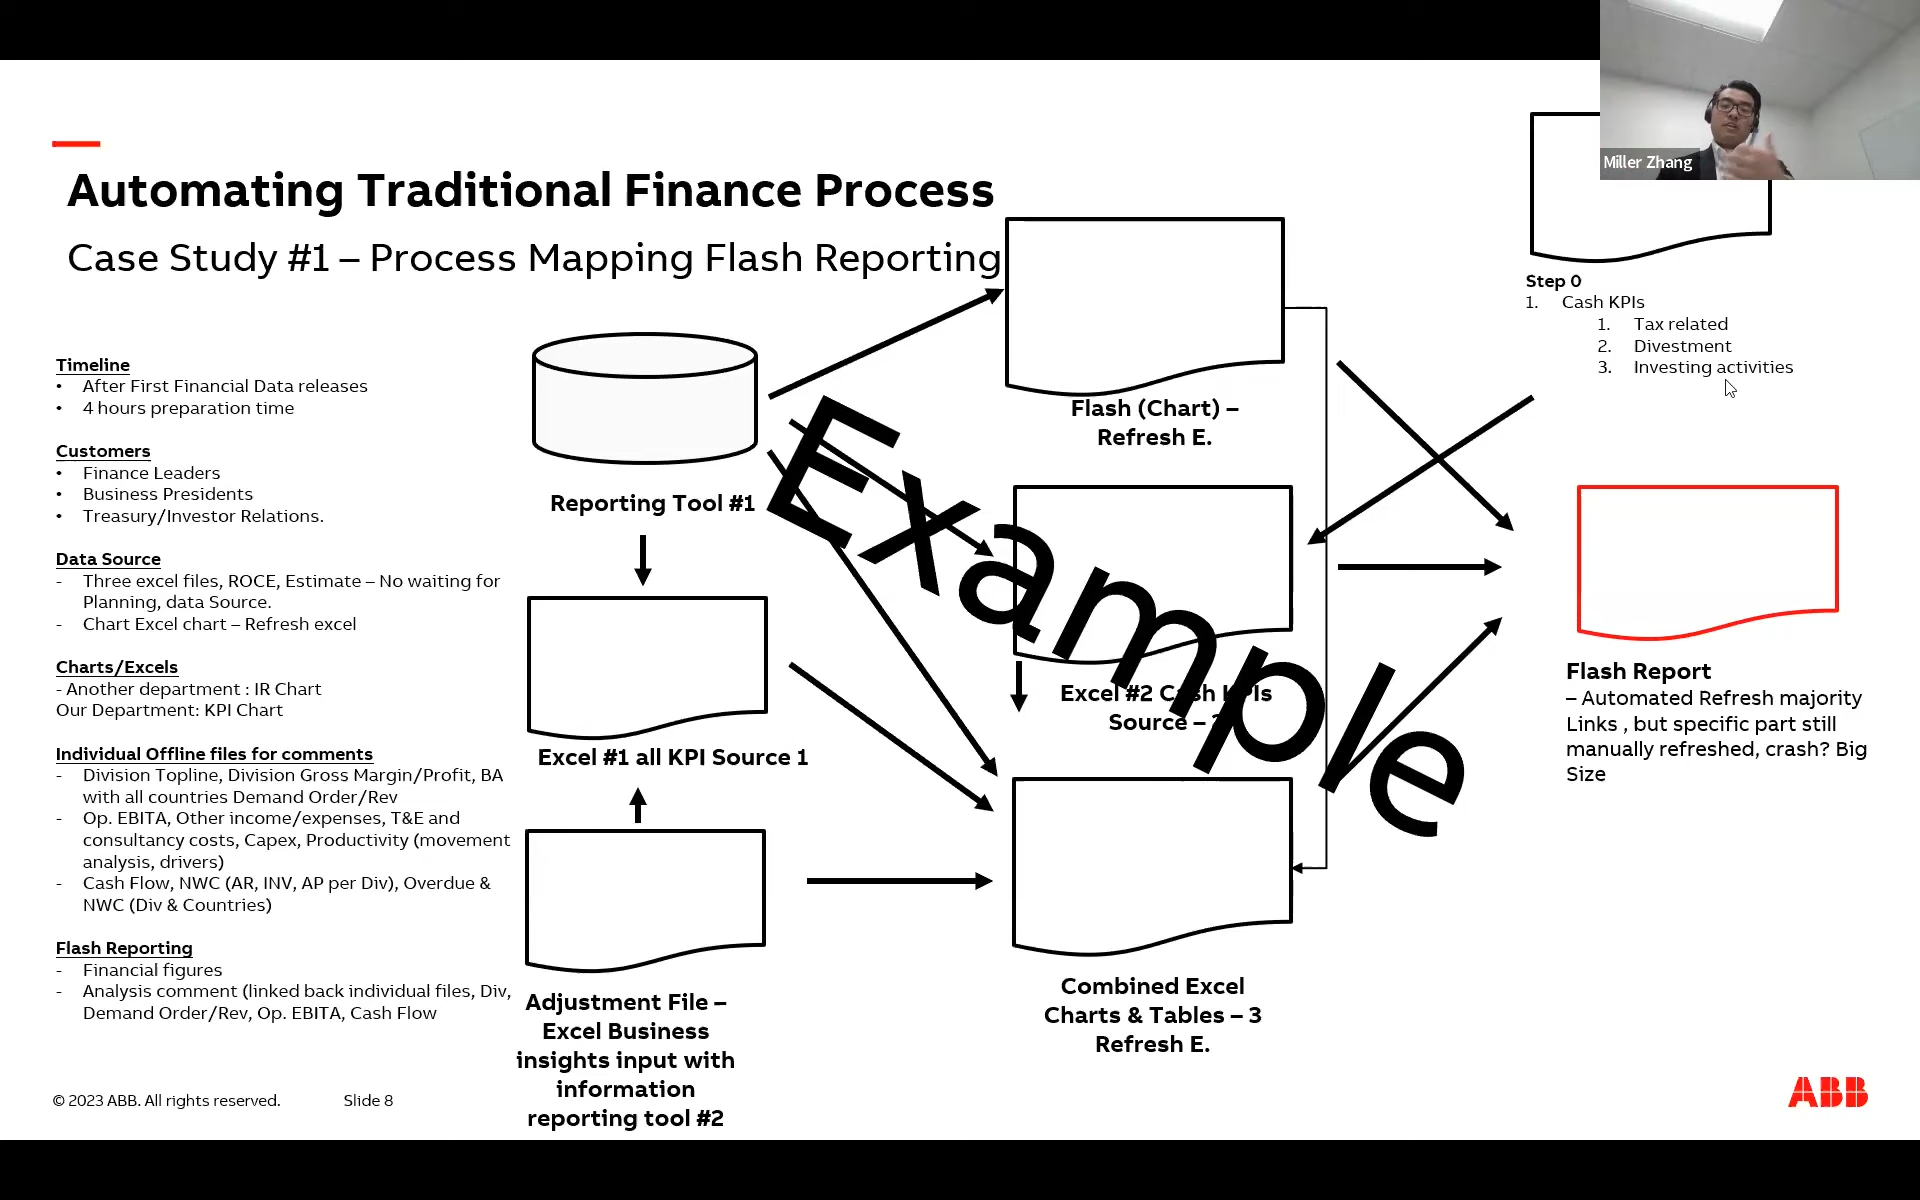 Miller Zhang
Automating Traditional Finance Process
Case Study #1 – Process Mapping Flash Reporting
Timeline
• After First Financial Data releases
• 4 hours preparation time
Customers
• Finance Leaders
• Business Presidents
• Treasury/Investor Relations.
Data Source
- Three excel files, ROCE, Estimate – No waiting for
Planning, data Source.
- Chart Excel chart – Refresh excel
Charts/Excels
- Another department : IR Chart
Our Department: KPI Chart
Individual Offline files for comments
- Division Topline, Division Gross Margin/Profit, BA
with all countries Demand Order/Rev
- Op. EBITA, Other income/expenses, T&E and
consultancy costs, Capex, Productivity (movement
analysis, drivers)
- Cash Flow, NWC (AR, INV, AP per Div), Overdue &
NWC (Div & Countries)
Flash Reporting
- Financial figures
- Analysis comment (linked back individual files, Div,
Demand Order/Rev, Op. EBITA, Cash Flow
Reporting Tool #1
Excel #1 all KPI Source 1
Adjustment File –
Excel Business
insights input with
information
reporting tool #2
Flash (Chart) –
Refresh E.
Excel #2 Cash KPIs
Source –
Combined Excel
Charts & Tables – 3
Refresh E.
Example
Step 0
1. Cash KPIs
1. Tax related
2. Divestment
3. Investing activities
Flash Report
– Automated Refresh majority
Links , but specific part still
manually refreshed, crash? Big
Size
© 2023 ABB. All rights reserved.
Slide 8
ABB